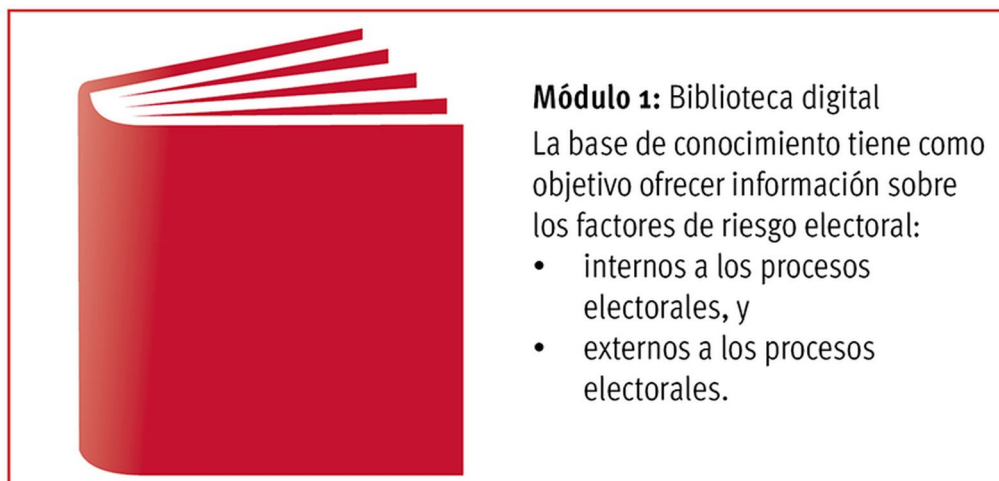 Módulo 1: Biblioteca digital
La base de conocimiento tiene como
objetivo ofrecer información sobre
los factores de riesgo electoral:
• internos a los procesos
electorales, y
• externos a los procesos
electorales.